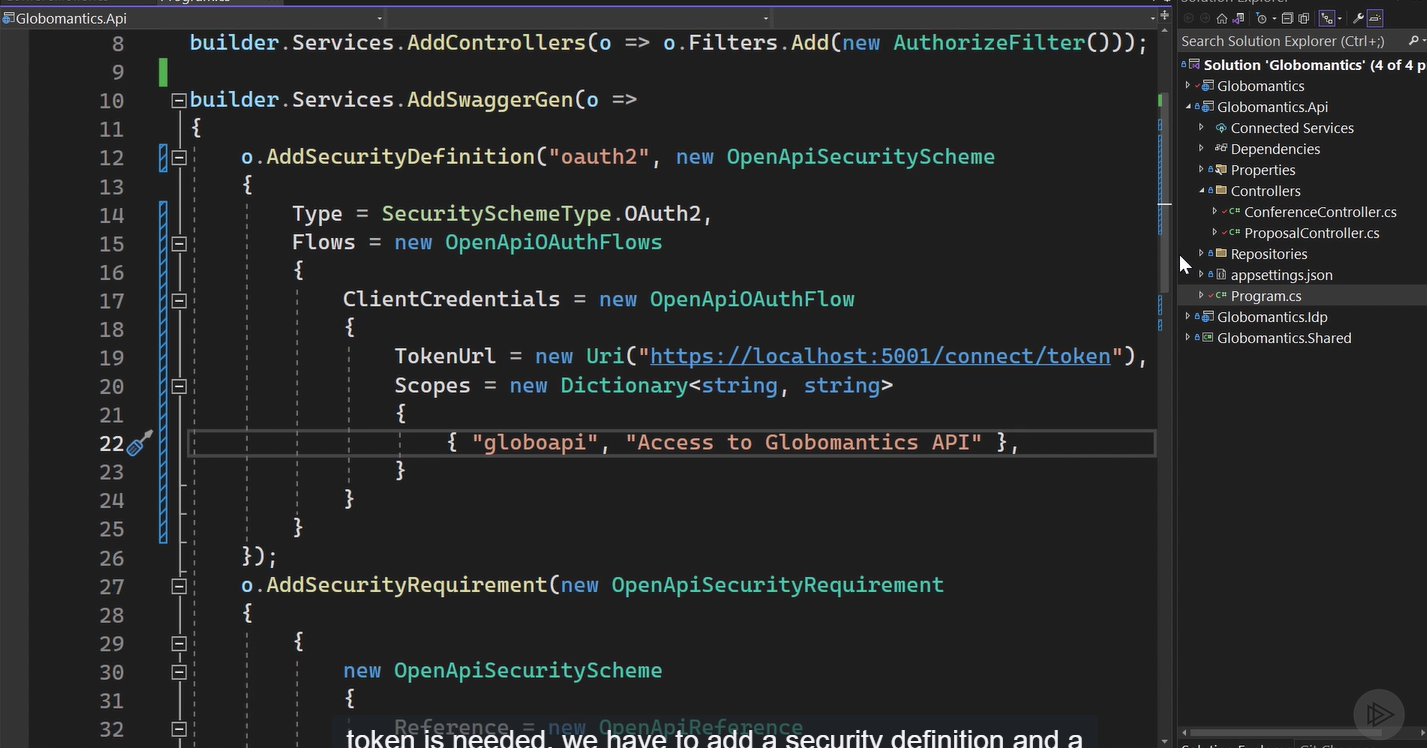 Globomantics.Api
8 builder.Services.AddControllers(o => o.Filters.Add(new AuthorizeFilter()));
9
10 builder.Services.AddSwaggerGen(o =>
11 {
12 o.AddSecurityDefinition("oauth2", new OpenApiSecurityScheme
13 {
14 Type = SecuritySchemeType.OAuth2,
15 Flows = new OpenApiOAuthFlows
16 {
17 ClientCredentials = new OpenApiOAuthFlow
18 {
19 TokenUrl = new Uri("https://localhost:5001/connect/token"),
20 Scopes = new Dictionary<string, string>
21 {
22 { "globoapi", "Access to Globomantics API" },
23 }
24 }
25 }
26 });
27 o.AddSecurityRequirement(new OpenApiSecurityRequirement
28 {
29 {
30 new OpenApiSecurityScheme
31 {
32 Reference = new OpenApiReference
token is needed, we have to add a security definition and a
Search Solution Explorer (Ctrl+;)
Solution 'Globomantics' (4 of 4 p
Globomantics
Globomantics.Api
Connected Services
Dependencies
Properties
Controllers
ConferenceController.cs
ProposalController.cs
Repositories
appsettings.json
Program.cs
Globomantics.Idp
Globomantics.Shared